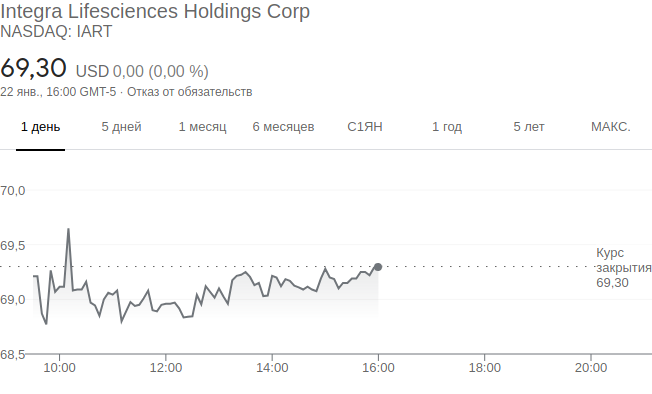 Integra Lifesciences Holdings Corp
NASDAQ: IART
69,30 USD 0,00 (0,00 %)
22 янв., 16:00 GMT-5 · Отказ от обязательств
1 день 5 дней 1 месяц 6 месяцев С1ЯН 1 год 5 лет МАКС.
70,0
69,5
Курс
закрытия
69,30
69,0
68,5
10:00 12:00 14:00 16:00 18:00 20:00